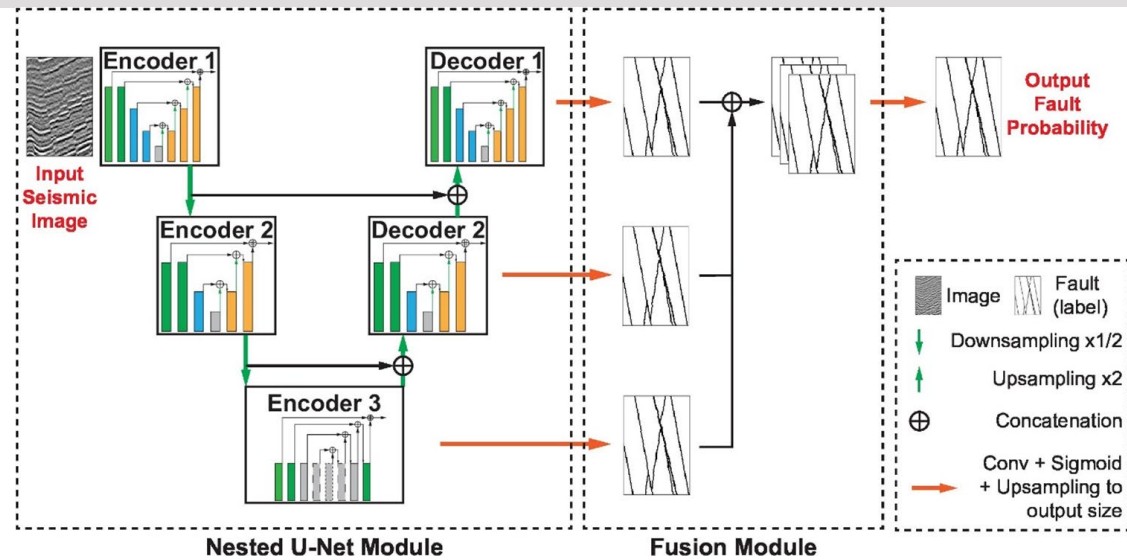 Encoder 1
Decoder 1
Input
Seismic
Image
Output
Fault
Probability
Encoder 2
Decoder 2
Encoder 3
Image
Fault
(label)
Downsampling x1/2
Upsampling x2
Concatenation
Conv + Sigmoid
+ Upsampling to
output size
Nested U-Net Module
Fusion Module